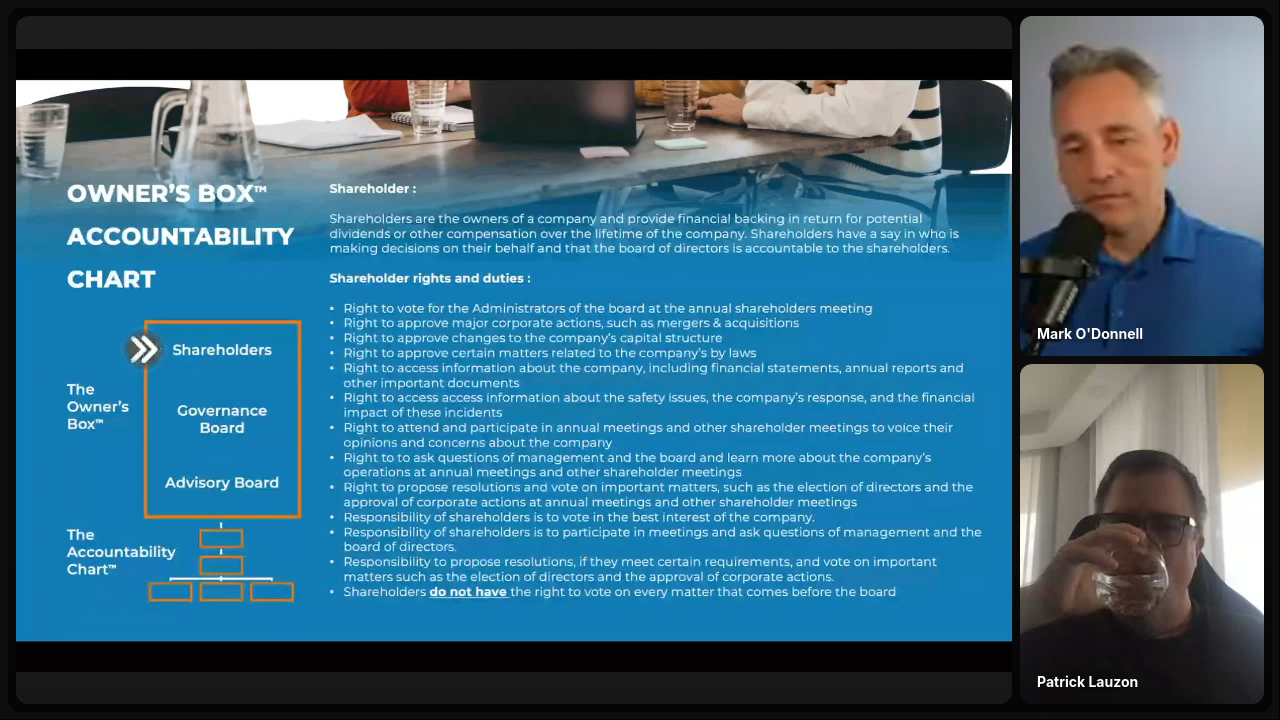 OWNER'S BOX™
ACCOUNTABILITY
CHART
Shareholders
The
Owner's
Box™
Governance
Board
Advisory Board
The
Accountability
Chart™
Shareholder :
Shareholders are the owners of a company and provide financial backing in return for potential
dividends or other compensation over the lifetime of the company. Shareholders have a say in who is
making decisions on their behalf and that the board of directors is accountable to the shareholders.
Shareholder rights and duties :
• Right to vote for the Administrators of the board at the annual shareholders meeting
• Right to approve major corporate actions, such as mergers & acquisitions
• Right to approve changes to the company's capital structure
• Right to approve certain matters related to the company's by laws
• Right to access information about the company, including financial statements, annual reports and
other important documents
• Right to access access information about the safety issues, the company's response, and the financial
impact of these incidents
• Right to attend and participate in annual meetings and other shareholder meetings to voice their
opinions and concerns about the company
• Right to to ask questions of management and the board and learn more about the company's
operations at annual meetings and other shareholder meetings
• Right to propose resolutions and vote on important matters, such as the election of directors and the
approval of corporate actions at annual meetings and other shareholder meetings
• Responsibility of shareholders is to vote in the best interest of the company.
• Responsibility of shareholders is to participate in meetings and ask questions of management and the
board of directors.
• Responsibility to propose resolutions, if they meet certain requirements, and vote on important
matters such as the election of directors and the approval of corporate actions.
• Shareholders do not have the right to vote on every matter that comes before the board
Mark O'Donnell
Patrick Lauzon